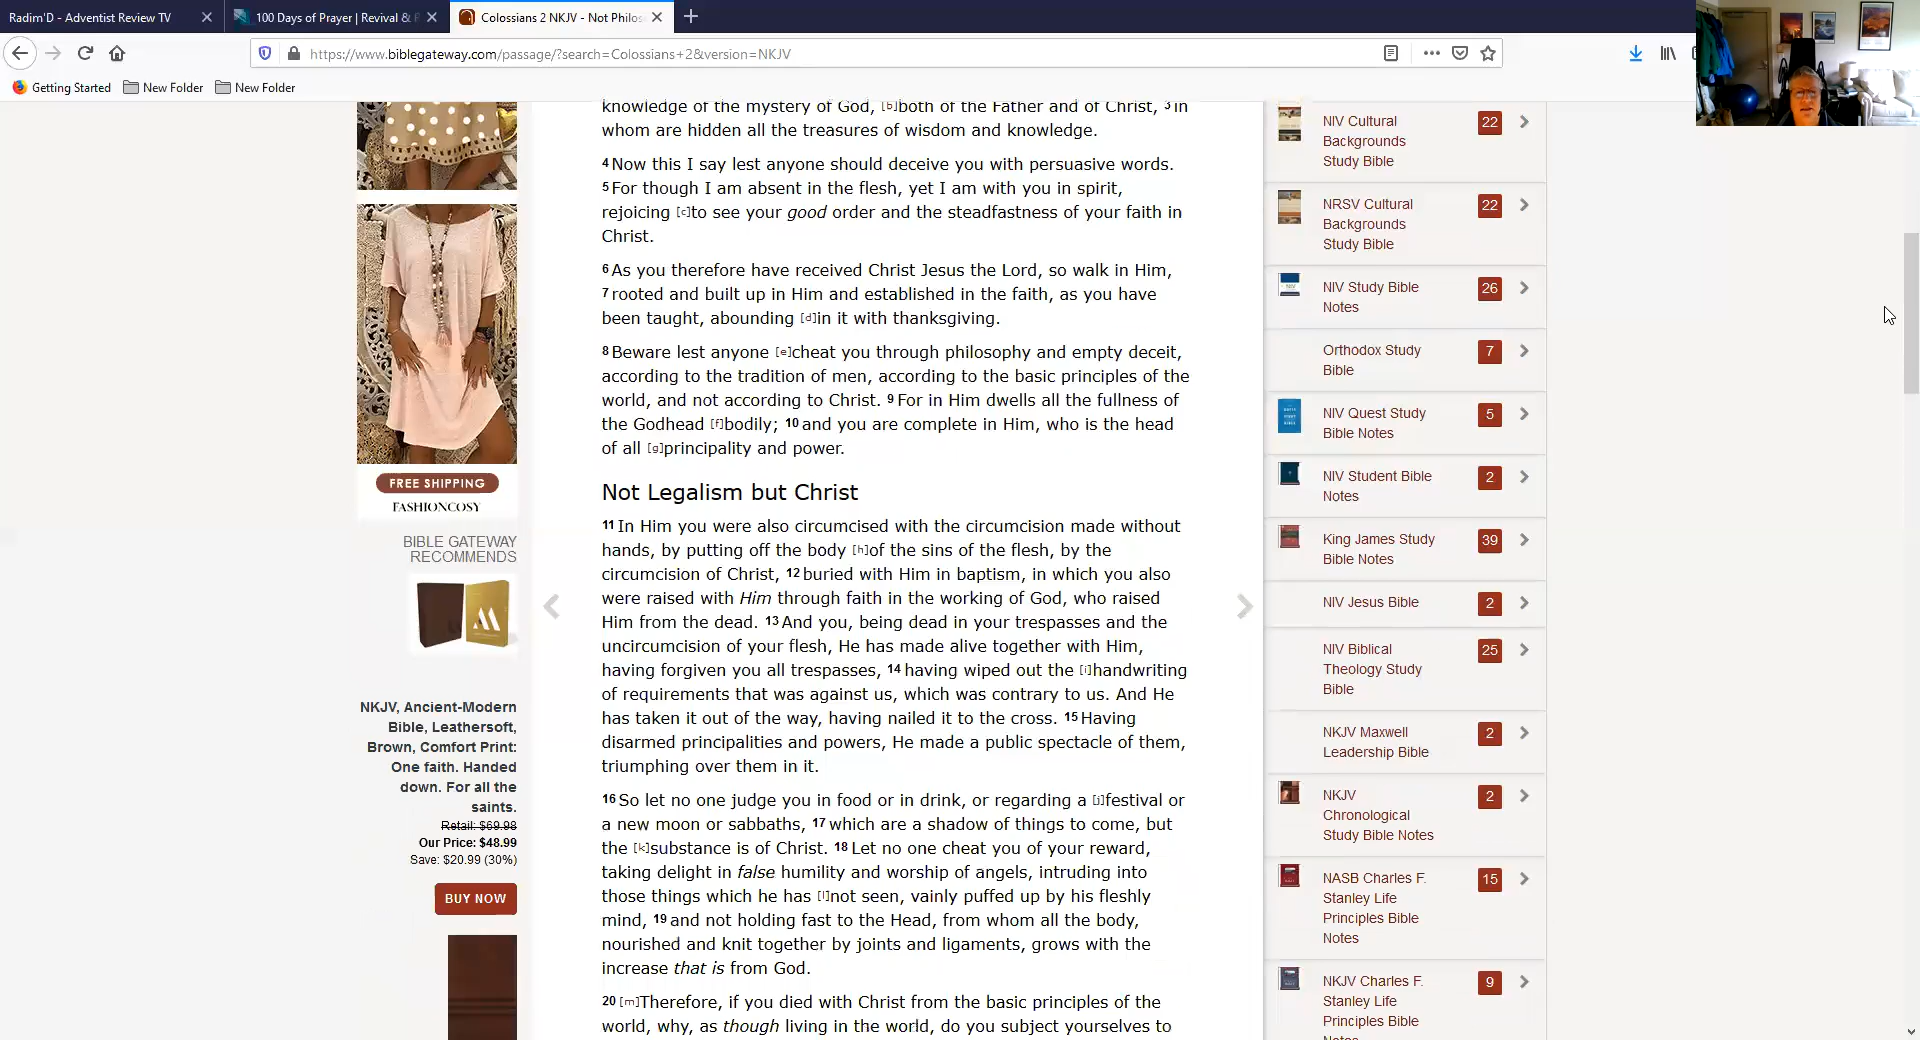 Radim'D - Adventist Review TV
100 Days of Prayer | Revival &
Colossians 2 NKJV - Not Philos
https://www.biblegateway.com/passage/?search=Colossians+2&version=NKJV
Getting Started
New Folder
New Folder
FREE SHIPPING
FASHIONCOSY
BIBLE GATEWAY
RECOMMENDS
NKJV, Ancient-Modern
Bible, Leathersoft,
Brown, Comfort Print:
One faith. Handed
down. For all the
saints.
Retail: $69.98
Our Price: $48.99
Save: $20.99 (30%)
BUY NOW
knowledge of the mystery of God, [b]both of the Father and of Christ, 3 in
whom are hidden all the treasures of wisdom and knowledge.
4 Now this I say lest anyone should deceive you with persuasive words.
5 For though I am absent in the flesh, yet I am with you in spirit,
rejoicing [c]to see your good order and the steadfastness of your faith in
Christ.
6 As you therefore have received Christ Jesus the Lord, so walk in Him,
7 rooted and built up in Him and established in the faith, as you have
been taught, abounding [d]in it with thanksgiving.
8 Beware lest anyone [e]cheat you through philosophy and empty deceit,
according to the tradition of men, according to the basic principles of the
world, and not according to Christ. 9 For in Him dwells all the fullness of
the Godhead [f]bodily; 10 and you are complete in Him, who is the head
of all [g]principality and power.
Not Legalism but Christ
11 In Him you were also circumcised with the circumcision made without
hands, by putting off the body [h]of the sins of the flesh, by the
circumcision of Christ, 12 buried with Him in baptism, in which you also
were raised with Him through faith in the working of God, who raised
Him from the dead. 13 And you, being dead in your trespasses and the
uncircumcision of your flesh, He has made alive together with Him,
having forgiven you all trespasses, 14 having wiped out the [i]handwriting
of requirements that was against us, which was contrary to us. And He
has taken it out of the way, having nailed it to the cross. 15 Having
disarmed principalities and powers, He made a public spectacle of them,
triumphing over them in it.
16 So let no one judge you in food or in drink, or regarding a [j]festival or
a new moon or sabbaths, 17 which are a shadow of things to come, but
the [k]substance is of Christ. 18 Let no one cheat you of your reward,
taking delight in false humility and worship of angels, intruding into
those things which he has [l]not seen, vainly puffed up by his fleshly
mind, 19 and not holding fast to the Head, from whom all the body,
nourished and knit together by joints and ligaments, grows with the
increase that is from God.
20 [m]Therefore, if you died with Christ from the basic principles of the
world, why, as though living in the world, do you subject yourselves to
NIV Cultural
Backgrounds
Study Bible
22
NRSV Cultural
Backgrounds
Study Bible
22
NIV Study Bible
Notes
26
Orthodox Study
Bible
7
NIV Quest Study
Bible Notes
5
NIV Student Bible
Notes
2
King James Study
Bible Notes
39
NIV Jesus Bible
2
NIV Biblical
Theology Study
Bible
25
NKJV Maxwell
Leadership Bible
2
NKJV
Chronological
Study Bible Notes
2
NASB Charles F.
Stanley Life
Principles Bible
Notes
15
NKJV Charles F.
Stanley Life
Principles Bible
Notes
9